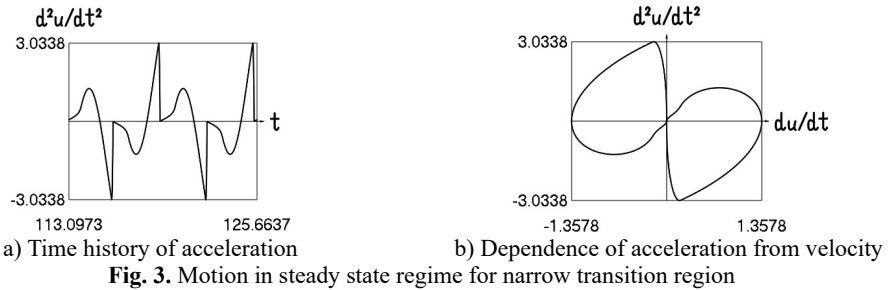 d²u/dt²
3.0338
t
-3.0338
113.0973
125.6637
d²u/dt²
3.0338
du/dt
-3.0338
-1.3578
1.3578
a) Time history of acceleration
b) Dependence of acceleration from velocity
Fig. 3. Motion in steady state regime for narrow transition region